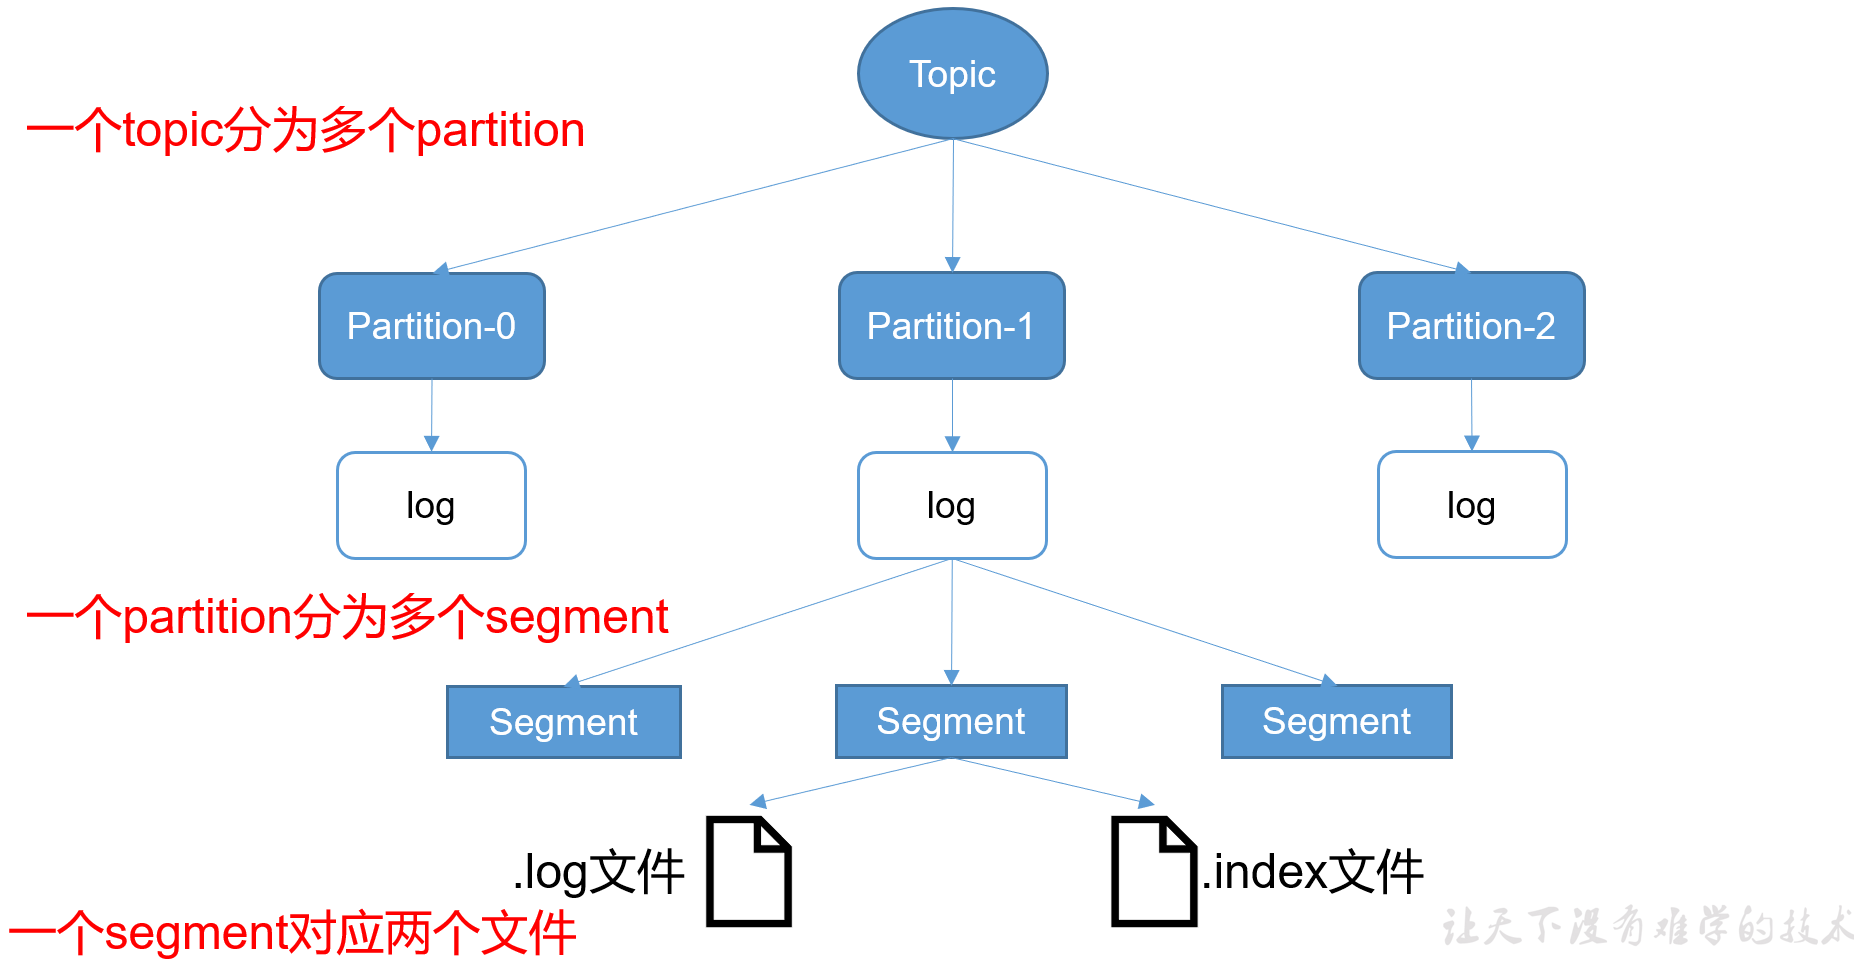 Topic
一个topic分为多个partition
Partition-0
Partition-1
Partition-2
log
log
log
一个partition分为多个segment
Segment
Segment
Segment
.log文件
.index文件
一个segment对应两个文件
让天下没有难学的技术